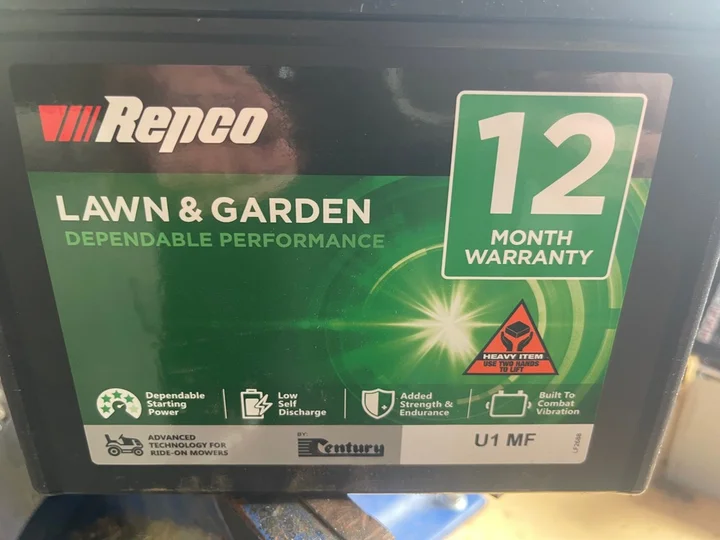 Repco
12
MONTH
WARRANTY
LAWN & GARDEN
DEPENDABLE PERFORMANCE
HEAVY ITEM
USE TWO HANDS
TO LIFT
Dependable
Starting
Power
Low
Self
Discharge
Added
Strength &
Endurance
Built To
Combat
Vibration
ADVANCED
TECHNOLOGY FOR
RIDE-ON MOWERS
BY:
Century
U1 MF